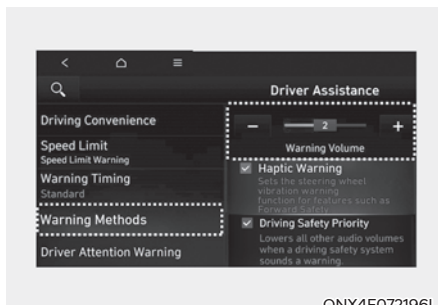 Driver Assistance
Driving Convenience
Speed Limit
Speed Limit Warning
Warning Timing
Standard
Warning Methods
Driver Attention Warning
2
Warning Volume
Haptic Warning
Sets the steering wheel
vibration warning
function for features such as
Forward Safety.
Driving Safety Priority
Lowers all other audio volumes
when a driving safety system
sounds a warning.
ONX4E072196L